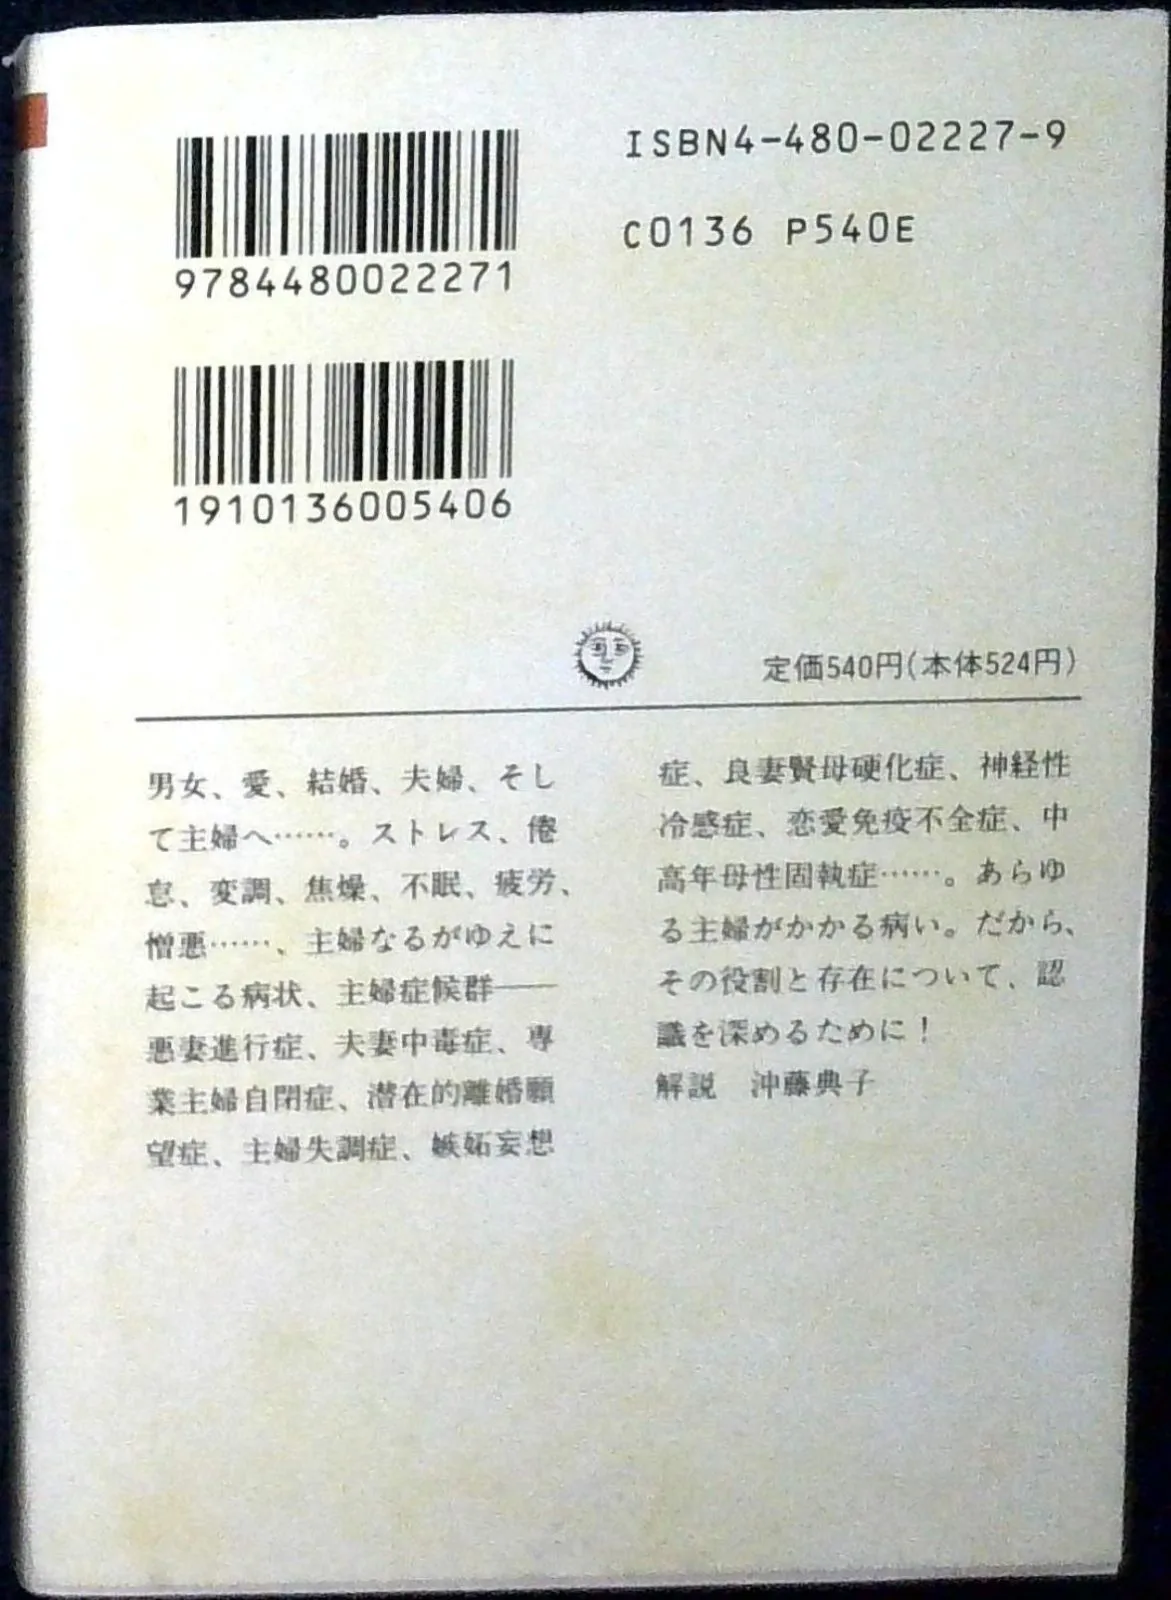 9784480022271
ISBN4-480-02227-9
C0136 P540E
1910136005406
定価540円(本体524円)
男女、愛、結婚、夫婦、そし
て主婦へ……。ストレス、倦
怠、変調、焦燥、不眠、疲労、
憎悪……、主婦なるがゆえに
起こる病状、主婦症候群──
悪妻進行症、夫妻中毒症、専
業主婦自閉症、潜在的離婚願
望症、主婦失調症、嫉妬妄想
症、良妻賢母硬化症、神経性
冷感症、恋愛免疫不全症、中
高年母性固執症……。あらゆ
る主婦がかかる病い。だから、
その役割と存在について、認
識を深めるために！
解説　沖藤典子